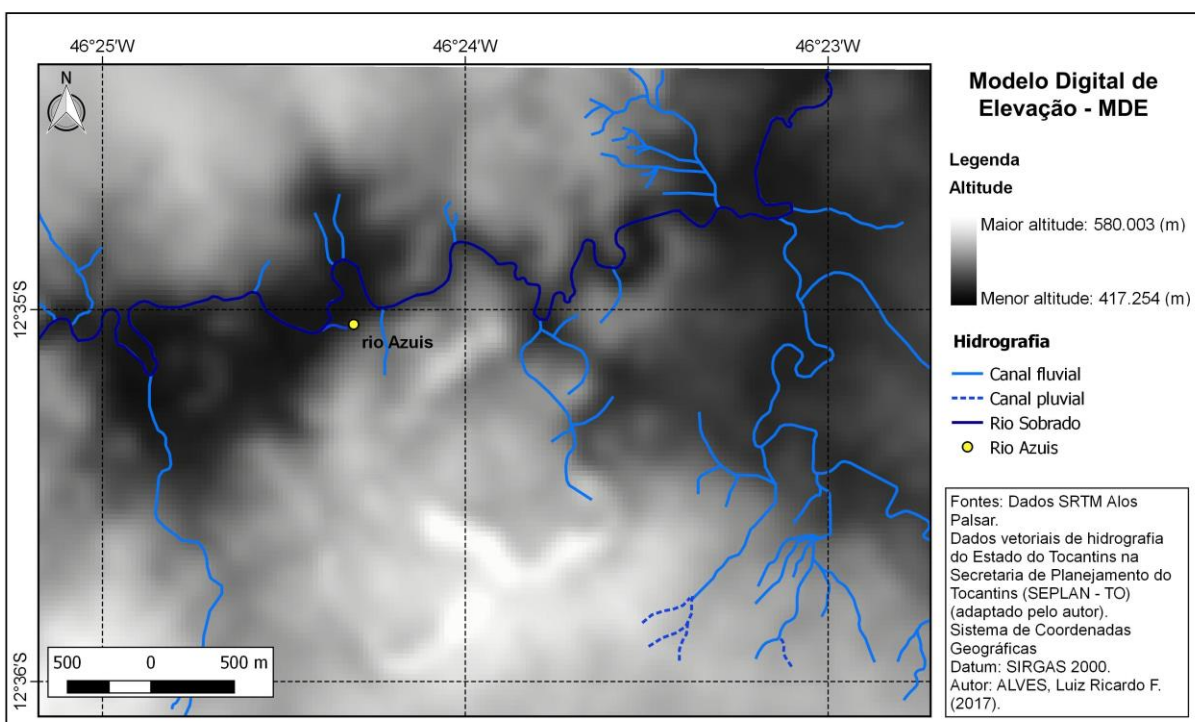 46°25'W
46°24'W
46°23'W
N
12°35'S
12°36'S
rio Azuis
500 0 500 m
Modelo Digital de
Elevação - MDE
Legenda
Altitude
Maior altitude: 580.003 (m)
Menor altitude: 417.254 (m)
Hidrografia
Canal fluvial
Canal pluvial
Rio Sobrado
Rio Azuis
Fontes: Dados SRTM Alos
Palsar.
Dados vetoriais de hidrografia
do Estado do Tocantins na
Secretaria de Planejamento do
Tocantins (SEPLAN - TO)
(adaptado pelo autor).
Sistema de Coordenadas
Geográficas
Datum: SIRGAS 2000.
Autor: ALVES, Luiz Ricardo F.
(2017).